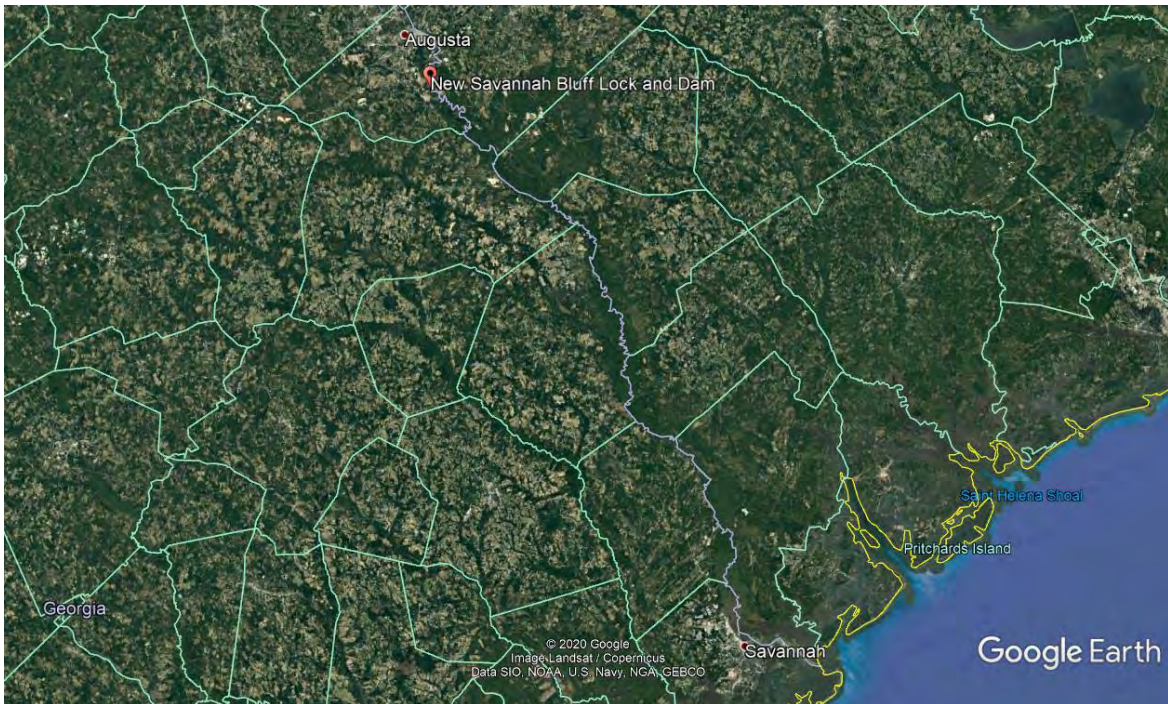 Augusta
New Savannah Bluff Lock and Dam
Saint Helena Shoal
Pritchards Island
Georgia
© 2020 Google
Image Landsat / Copernicus
Data SIO, NOAA, U.S. Navy, NGA, GEBCO
Savannah
Google Earth